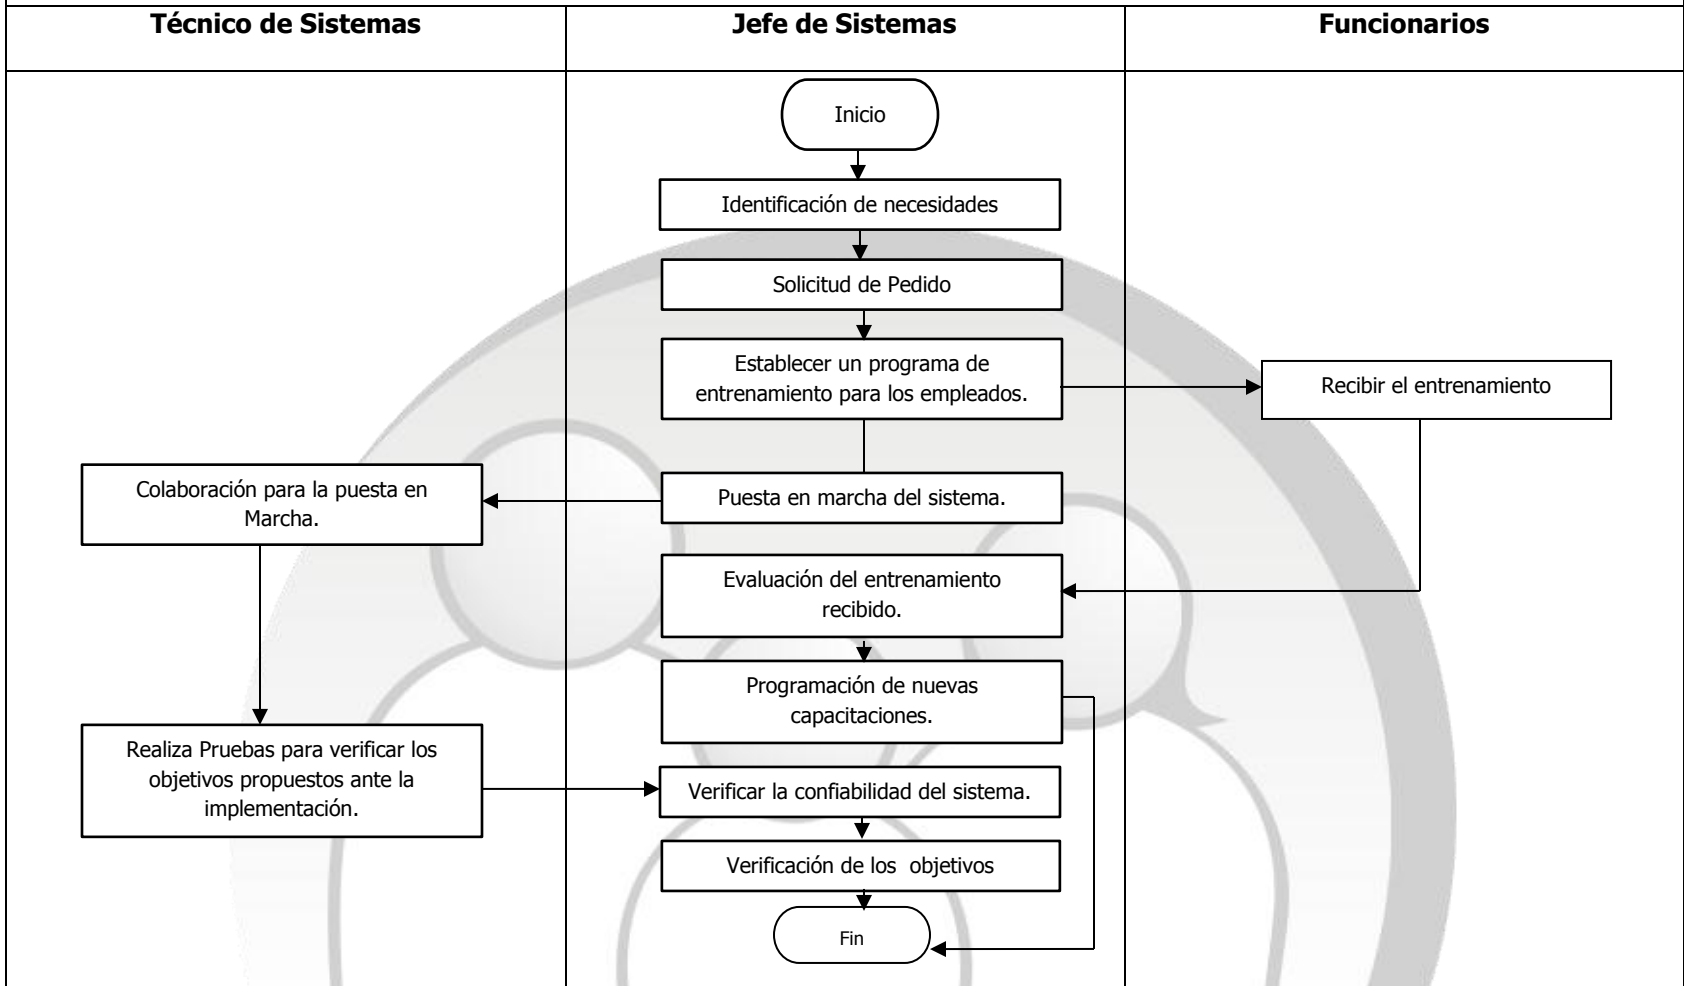 Técnico de Sistemas
Jefe de Sistemas
Funcionarios
Inicio
Identificación de necesidades
Solicitud de Pedido
Establecer un programa de
entrenamiento para los empleados.
Recibir el entrenamiento
Colaboración para la puesta en
Marcha.
Puesta en marcha del sistema.
Evaluación del entrenamiento
recibido.
Programación de nuevas
capacitaciones.
Realiza Pruebas para verificar los
objetivos propuestos ante la
implementación.
Verificar la confiabilidad del sistema.
Verificación de los  objetivos
Fin